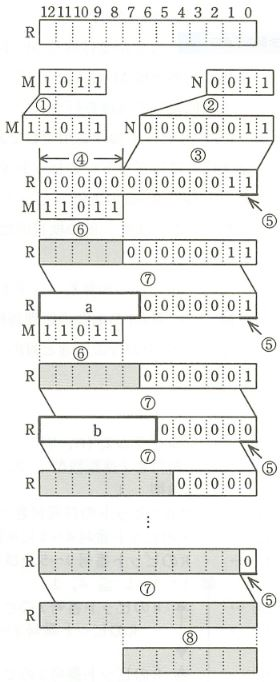 12 11 10 9 8 7 6 5 4 3 2 1 0
R
M 1 0 1 1 N 0 0 1 1
① ②
M 1 1 0 1 1 N 0 0 0 0 0 1 1
④ ③
R 0 0 0 0 0 0 0 0 0 0 0 1 1
M 1 1 0 1 1 ⑤
⑥
R 0 0 0 0 0 0 1 1
⑦
R a 0 0 0 0 0 0 1
M 1 1 0 1 1 ⑤
⑥
R 0 0 0 0 0 0 1
⑦
R b 0 0 0 0 0 0
⑦ ⑤
R 0 0 0 0 0
⋮
R 0
⑦ ⑤
R
⑧